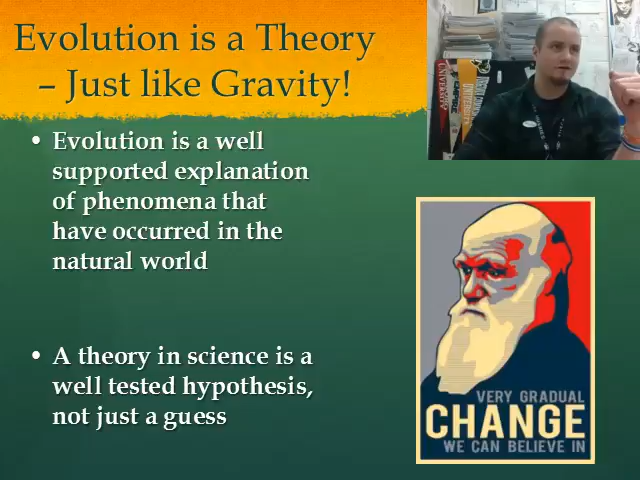 Evolution is a Theory
– Just like Gravity!
• Evolution is a well
supported explanation
of phenomena that
have occurred in the
natural world
• A theory in science is a
well tested hypothesis,
not just a guess
VERY GRADUAL
CHANGE
WE CAN BELIEVE IN